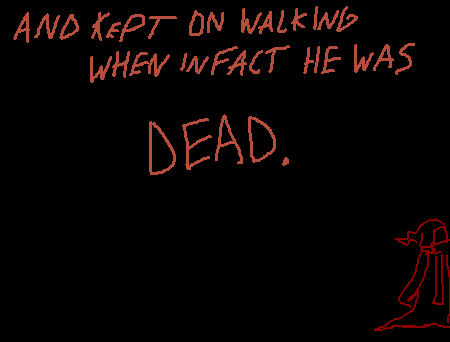 AND KEPT ON WALKING
WHEN INFACT HE WAS
DEAD.